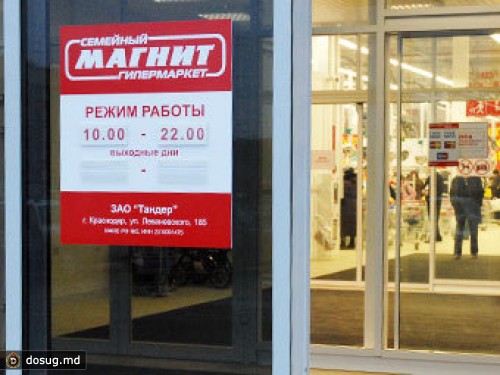 СЕМЕЙНЫЙ
МАГНИТ
ГИПЕРМАРКЕТ
РЕЖИМ РАБОТЫ
10.00 - 22.00
ВЫХОДНЫЕ ДНИ
-
ЗАО "Тандер"
г. Краснодар, ул. Леваневского, 185
dosug.md